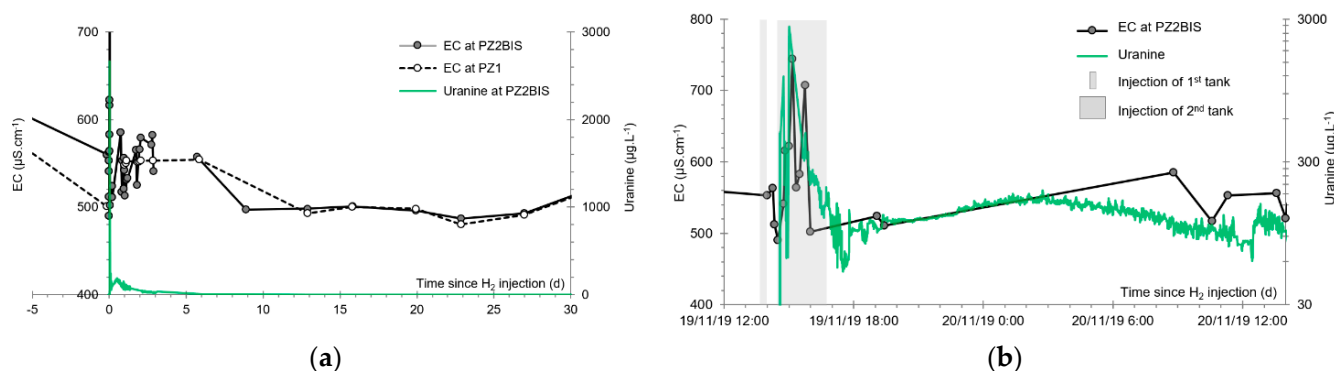 700
600
500
400
EC (µS.cm⁻¹)
3000
2000
1000
0
Uranine (µg.L⁻¹)
EC at PZ2BIS
EC at PZ1
Uranine at PZ2BIS
Time since H₂ injection (d)
-5 0 5 10 15 20 25 30
(a)
800
700
600
500
400
EC (µS.cm⁻¹)
3000
300
30
Uranine (µg.L⁻¹)
EC at PZ2BIS
Uranine
Injection of 1ˢᵗ tank
Injection of 2ⁿᵈ tank
Time since H₂ injection (d)
19/11/19 12:00 19/11/19 18:00 20/11/19 0:00 20/11/19 6:00 20/11/19 12:00
(b)